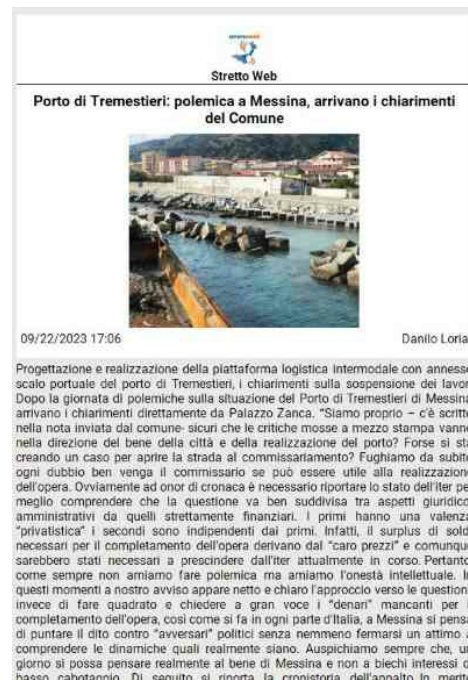 Stretto Web
Porto di Tremestieri: polemica a Messina, arrivano i chiarimenti
del Comune
09/22/2023 17:06
Danilo Loria
Progettazione e realizzazione della piattaforma logistica intermodale con annesso
scalo portuale del porto di Tremestieri, i chiarimenti sulla sospensione dei lavori
Dopo la giornata di polemiche sulla situazione del Porto di Tremestieri di Messina
arrivano i chiarimenti direttamente da Palazzo Zanca. "Siamo proprio – c'è scritto
nella nota inviata dal comune- sicuri che le critiche mosse a mezzo stampa vanno
nella direzione del bene della città e della realizzazione del porto? Forse si sta
creando un caso per aprire la strada al commissariamento? Fughiamo da subito
ogni dubbio ben venga il commissario se può essere utile alla realizzazione
dell'opera. Ovviamente ad onor di cronaca è necessario riportare lo stato dell'iter per
meglio comprendere che la questione va ben suddivisa tra aspetti giuridico
amministrativi da quelli strettamente finanziari. I primi hanno una valenza
"privatistica" i secondi sono indipendenti dai primi. Infatti, il surplus di soldi
necessari per il completamento dell'opera derivano dal "caro prezzi" e comunque
sarebbero stati necessari a prescindere dall'iter attualmente in corso. Pertanto,
come sempre non amiamo fare polemica ma amiamo l'onestà intellettuale. In
questi momenti a nostro avviso appare netto e chiaro l'approccio verso le questioni
invece di fare quadrato e chiedere a gran voce i "denari" mancanti per il
completamento dell'opera, così come si fa in ogni parte d'Italia, a Messina si pensa
di puntare il dito contro "avversari" politici senza nemmeno fermarsi un attimo a
comprendere le dinamiche quali realmente siano. Auspichiamo sempre che, un
giorno si possa pensare realmente al bene di Messina e non a biechi interessi di
basso cabotaggio. Di seguito si riporta la cronistoria dell'appalto In merito